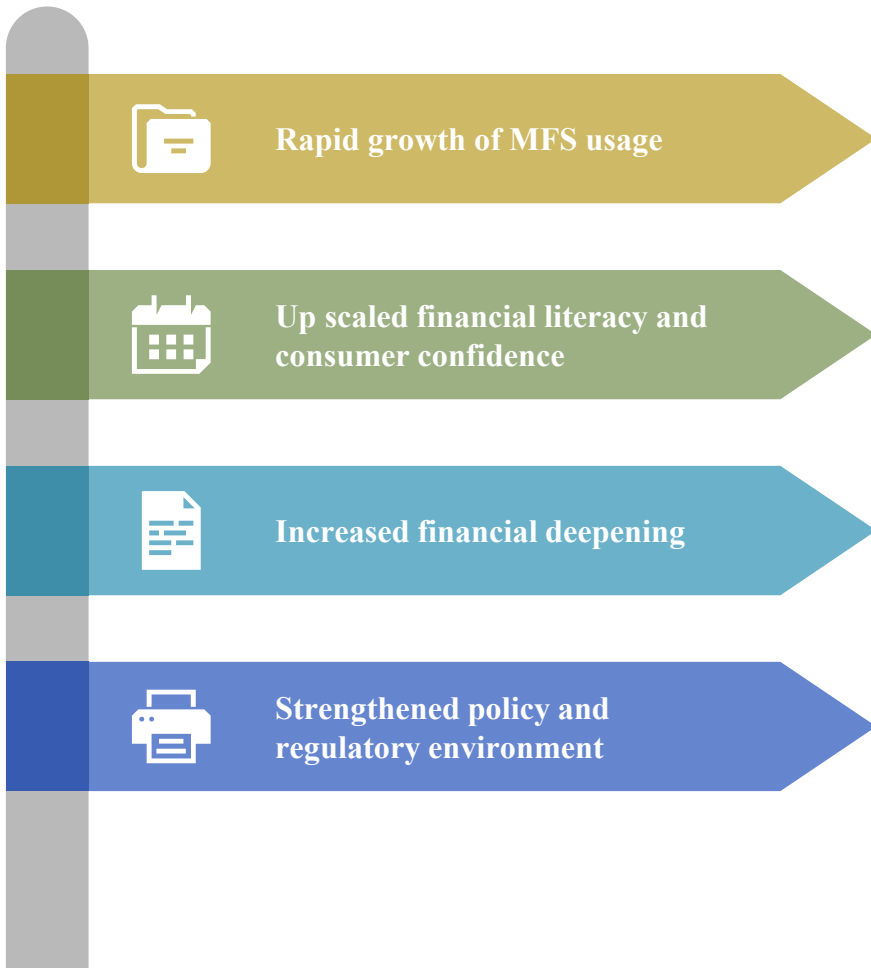 Rapid growth of MFS usage
Up scaled financial literacy and
consumer confidence
Increased financial deepening
Strengthened policy and
regulatory environment